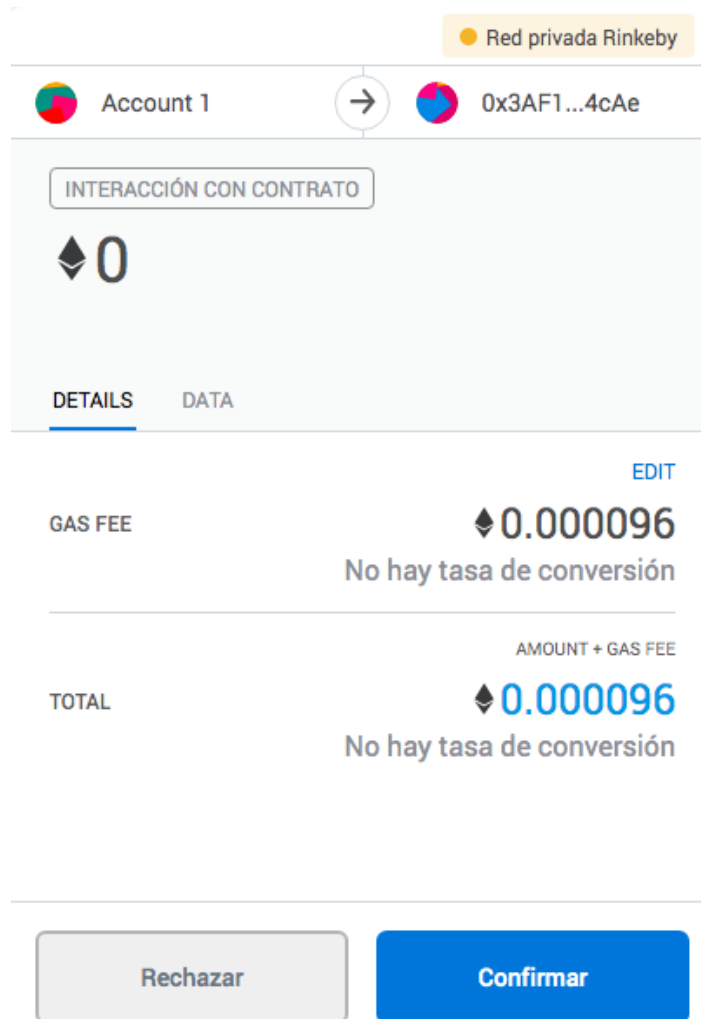 Red privada Rinkeby
Account 1
0x3AF1...4cAe
INTERACCIÓN CON CONTRATO
0
DETAILS
DATA
EDIT
GAS FEE
0.000096
No hay tasa de conversión
AMOUNT + GAS FEE
TOTAL
0.000096
No hay tasa de conversión
Rechazar
Confirmar